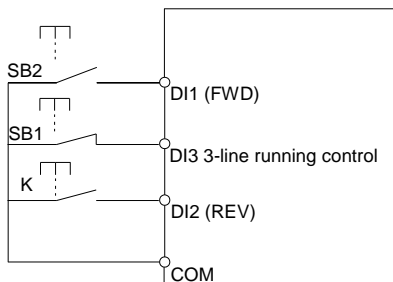 SB2
DI1 (FWD)
SB1
DI3 3-line running control
K
DI2 (REV)
COM